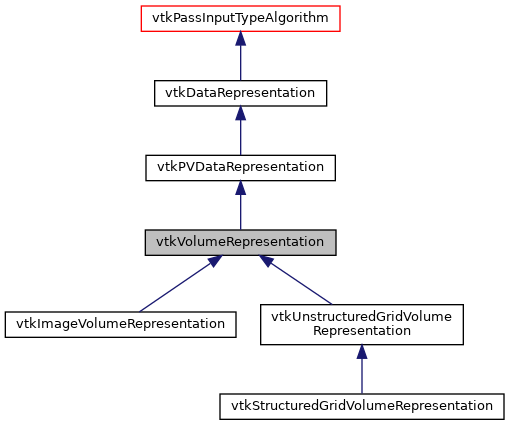 vtkPassInputTypeAlgorithm
vtkDataRepresentation
vtkPVDataRepresentation
vtkVolumeRepresentation
vtkImageVolumeRepresentation
vtkUnstructuredGridVolume
Representation
vtkStructuredGridVolumeRepresentation